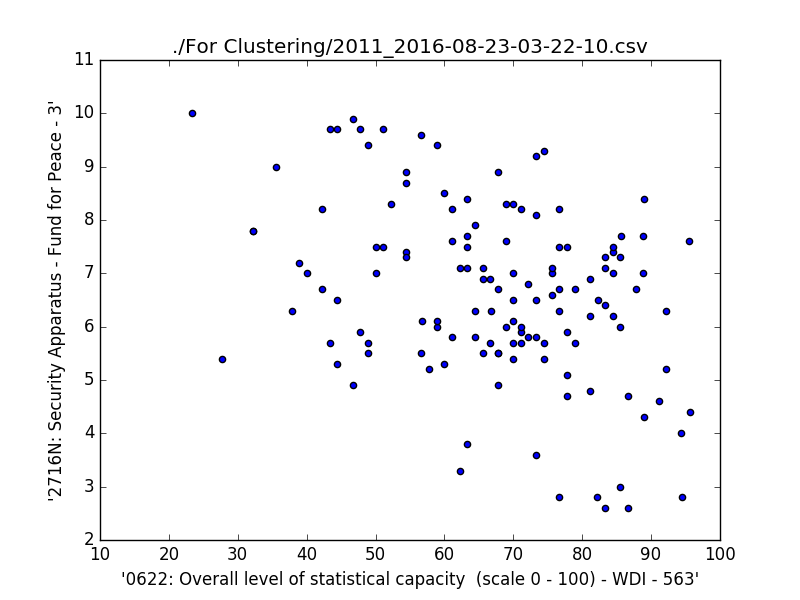 ./For Clustering/2011_2016-08-23-03-22-10.csv
11
10
9
8
7
6
5
4
3
2
'2716N: Security Apparatus - Fund for Peace - 3'
10 20 30 40 50 60 70 80 90 100
'0622: Overall level of statistical capacity  (scale 0 - 100) - WDI - 563'